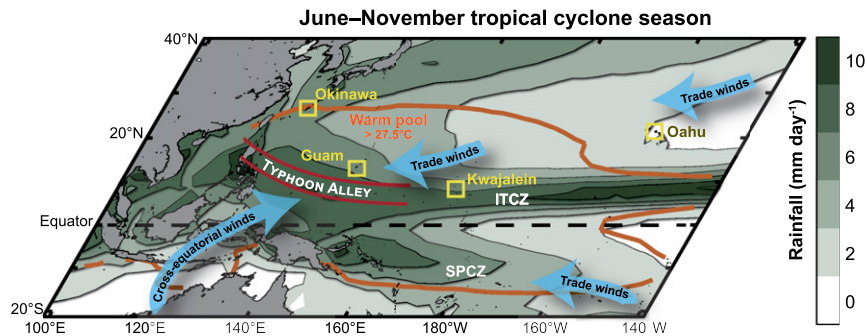 June–November tropical cyclone season
40°N
20°N
Equator
20°S
100°E
120°E
140°E
160°E
180°W
160°W
140 W
Okinawa
Warm pool
> 27.5°C
Guam
Trade winds
Kwajalein
Trade winds
Oahu
TYPHOON ALLEY
ITCZ
Cross-equatorial winds
SPCZ
Trade winds
Rainfall (mm day-1)
10
8
6
4
2
0